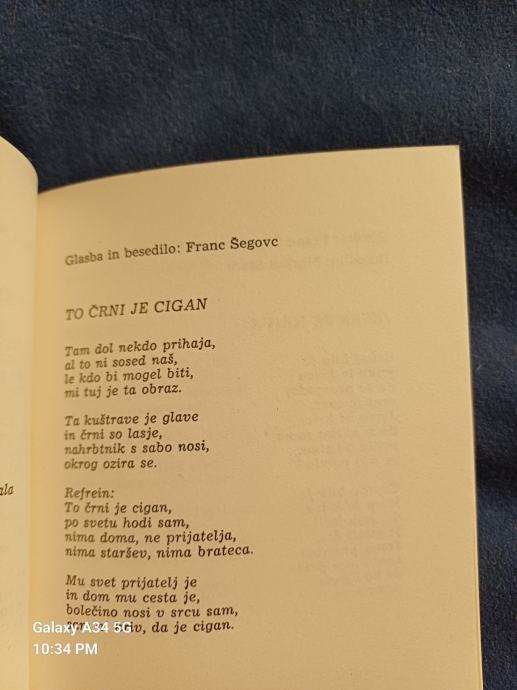 Glasba in besedilo: Franc Šegovc
TO ČRNI JE CIGAN
Tam dol nekdo prihaja,
al to ni sosed naš,
le kdo bi mogel biti,
mi tuj je ta obraz.
Ta kuštrave je glave
in črni so lasje,
nahrbtnik s sabo nosi,
okrog ozira se.
ala
Refrein:
To črni je cigan,
po svetu hodi sam,
nima doma, ne prijatelja,
nima staršev, nima brateca.
Mu svet prijatelj je
in dom mu cesta je,
bolečino nosi v srcu sam,
da je cigan.
Galaxy A34 5G
10:34 PM